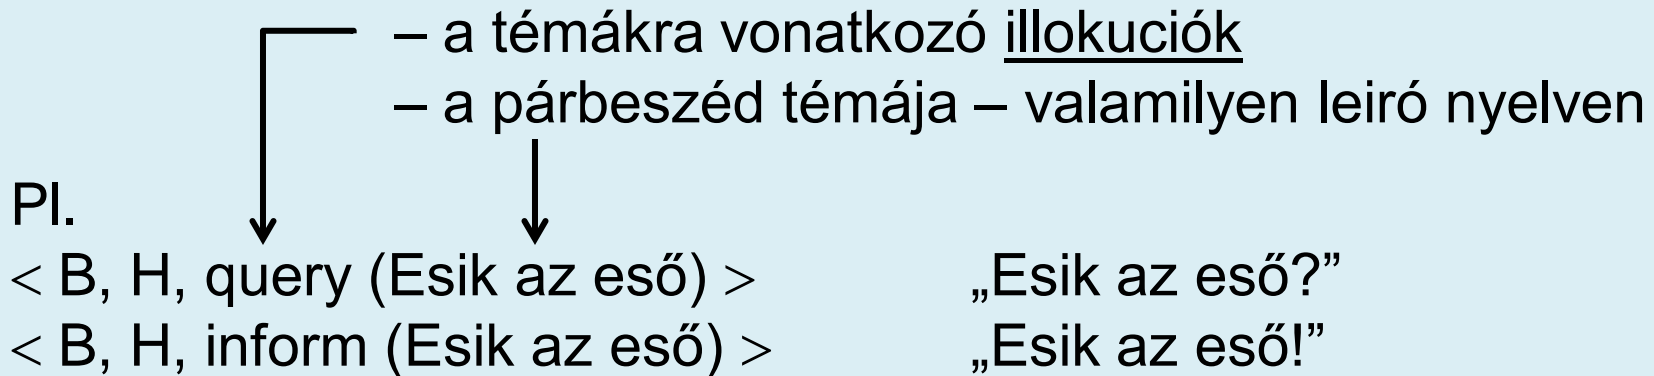 – a témákra vonatkozó illokuciók
– a párbeszéd témája – valamilyen leiró nyelven
Pl.
< B, H, query (Esik az eső) > „Esik az eső?”
< B, H, inform (Esik az eső) > „Esik az eső!”